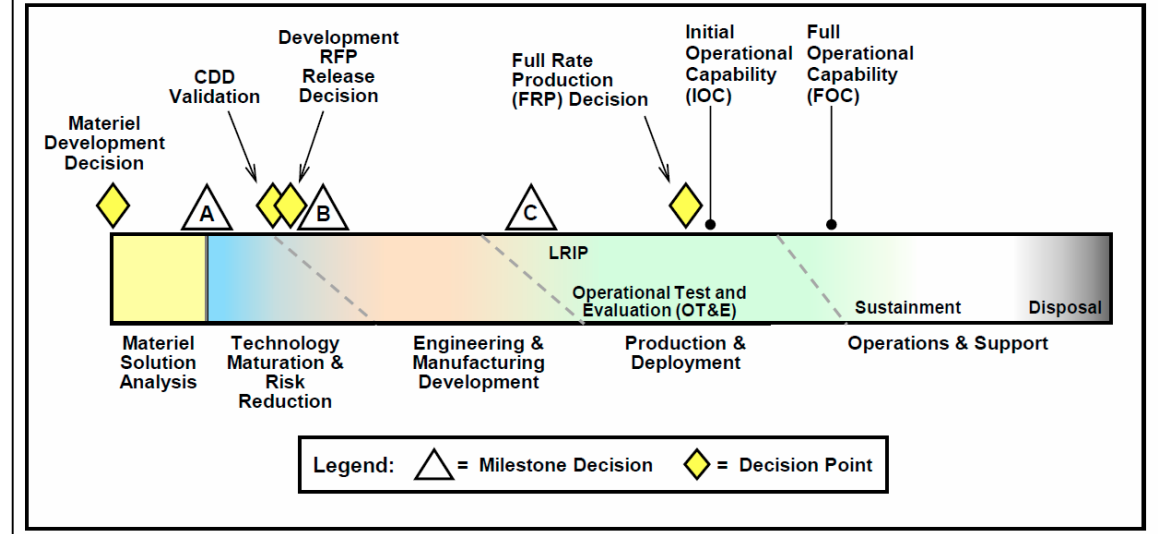 Materiel
Development
Decision
CDD
Validation
Development
RFP
Release
Decision
Full Rate
Production
(FRP) Decision
Initial
Operational
Capability
(IOC)
Full
Operational
Capability
(FOC)
A
B
C
LRIP
Operational Test and
Evaluation (OT&E)
Sustainment
Disposal
Materiel
Solution
Analysis
Technology
Maturation &
Risk
Reduction
Engineering &
Manufacturing
Development
Production &
Deployment
Operations & Support
Legend: = Milestone Decision = Decision Point